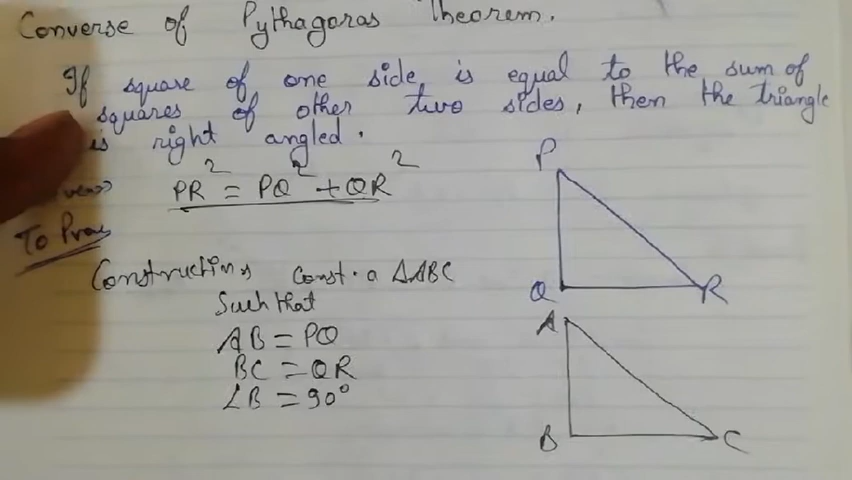 Converse of Pythagoras Theorem.
If square of one side, is equal to the sum of
squares of other two sides, then the triangle
is right angled.
PR² = PQ² + QR²
To Prove
Construction, Const. a ΔABC
Such that
AB = PQ
BC = QR
∠B = 90°
P
Q R
A
B C